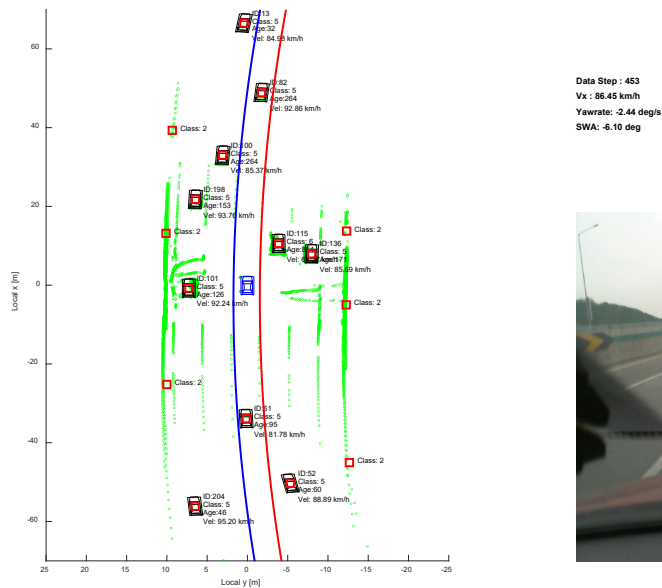 ID:13
Class: 5
Age:32
Vel: 84.98 km/h
ID:82
Class: 5
Age:264
Vel: 92.86 km/h
Data Step : 453
Vx : 86.45 km/h
Yawrate: -2.44 deg/s
SWA: -6.10 deg
Class: 2
ID:100
Class: 5
Age:264
Vel: 85.37 km/h
ID:198
Class: 5
Age:153
Vel: 93.76 km/h
Class: 2
Class: 2
ID:115
Class: 6
ID:136
Class: 5
Vel: 85.69 km/h
ID:101
Class: 5
Age:126
Vel: 92.24 km/h
Class: 2
Class: 2
ID:61
Class: 5
Age:95
Vel: 81.78 km/h
Class: 2
ID:52
Class: 5
Age:60
Vel: 88.89 km/h
ID:204
Class: 5
Age:46
Vel: 95.20 km/h
60
40
20
0
-20
-40
-60
Local x [m]
25 20 15 10 5 0 -5 -10 -15 -20 -25
Local y [m]